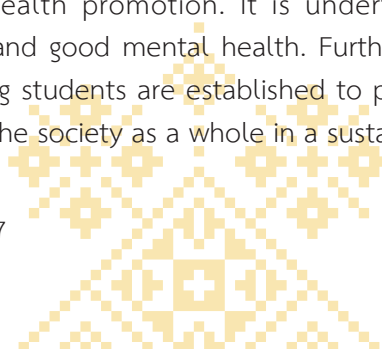 ealth promotion. It is under
and good mental health. Furth
g students are established to p
he society as a whole in a susta
7